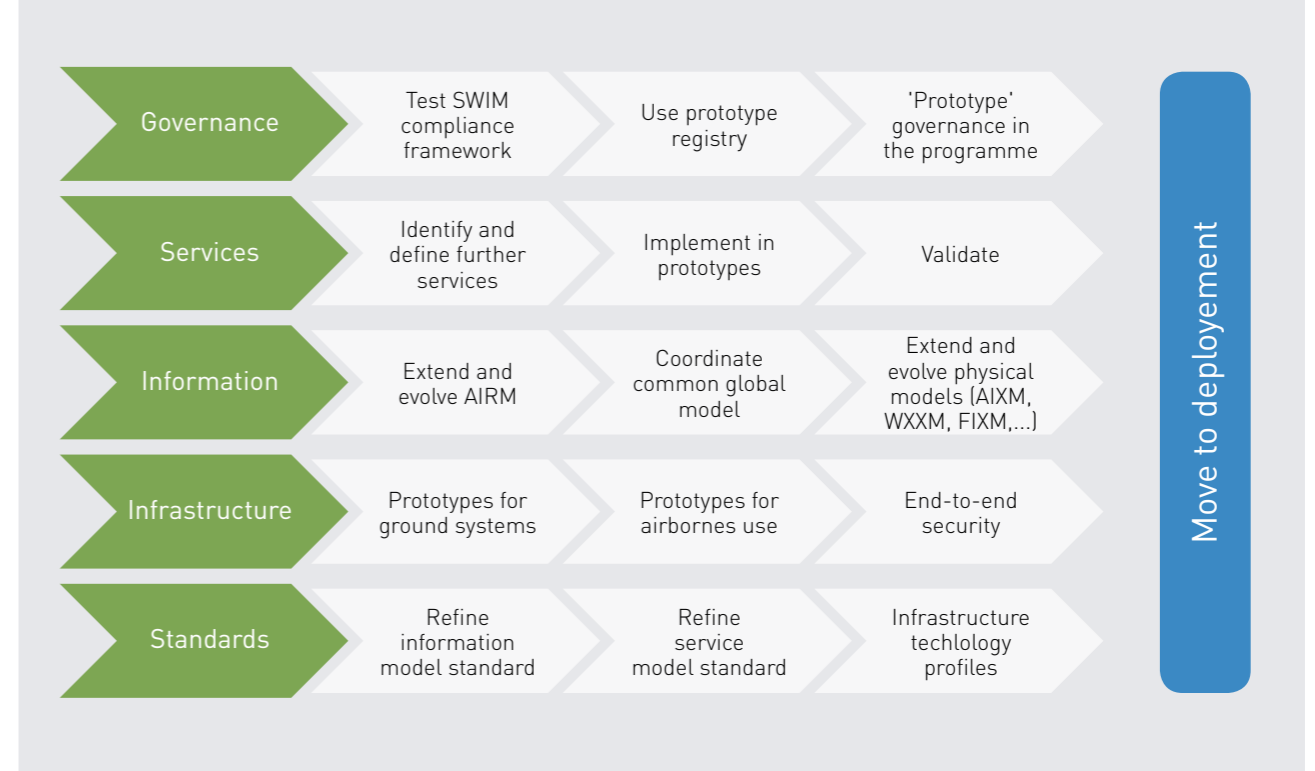 Governance
Test SWIM
compliance
framework
Use prototype
registry
'Prototype'
governance in
the programme
Services
Identify and
define further
services
Implement in
prototypes
Validate
Information
Extend and
evolve AIRM
Coordinate
common global
model
Extend and
evolve physical
models (AIXM,
WXXM, FIXM,...)
Infrastructure
Prototypes for
ground systems
Prototypes for
airbornes use
End-to-end
security
Standards
Refine
information
model standard
Refine
service
model standard
Infrastructure
techlology
profiles
Move to deployement